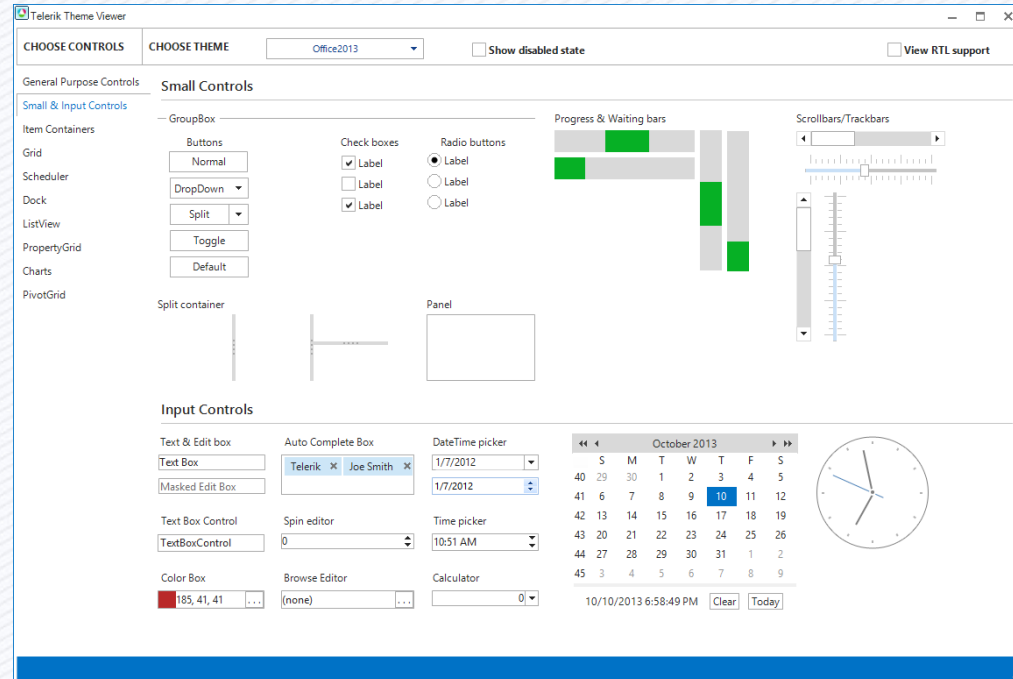 Telerik Theme Viewer
CHOOSE CONTROLS
CHOOSE THEME
Office2013
Show disabled state
View RTL support
General Purpose Controls
Small & Input Controls
Item Containers
Grid
Scheduler
Dock
ListView
PropertyGrid
Charts
PivotGrid
Small Controls
GroupBox
Buttons
Normal
DropDown
Split
Toggle
Default
Check boxes
Label
Label
Label
Radio buttons
Label
Label
Label
Progress & Waiting bars
Scrollbars/Trackbars
Split container
Panel
Input Controls
Text & Edit box
Text Box
Masked Edit Box
Auto Complete Box
Telerik × Joe Smith ×
DateTime picker
1/7/2012
1/7/2012
Text Box Control
TextBoxControl
Spin editor
0
Time picker
10:51 AM
Color Box
185, 41, 41 ...
Browse Editor
(none) ...
Calculator
0
October 2013
S M T W T F S
40 29 30 1 2 3 4 5
41 6 7 8 9 10 11 12
42 13 14 15 16 17 18 19
43 20 21 22 23 24 25 26
44 27 28 29 30 31 1 2
45 3 4 5 6 7 8 9
10/10/2013 6:58:49 PM Clear Today